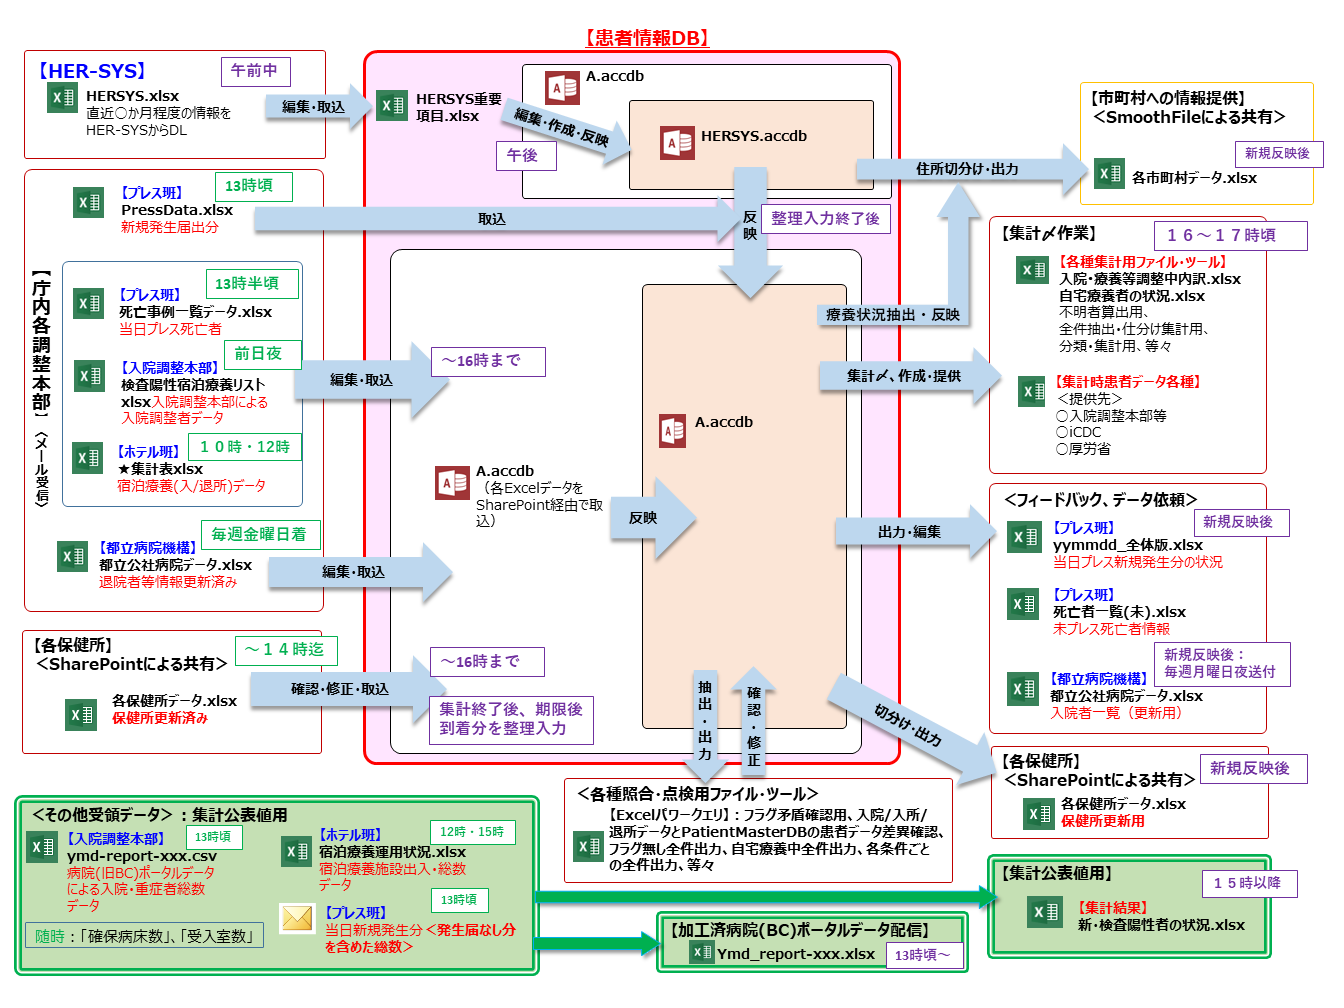 【患者情報DB】
【HER-SYS】
午前中
HERSYS.xlsx
直近○か月程度の情報を
HER-SYSからDL
編集・取込
HERSYS重要
項目.xlsx
A.accdb
編集・作成・反映
午後
HERSYS.accdb
住所切分け・出力
【市町村への情報提供】
<SmoothFileによる共有>
新規反映後
各市町村データ.xlsx
【庁内各調整本部】
<メール受信>
【プレス班】
13時頃
PressData.xlsx
新規発生届出分
取込
反映
整理入力終了後
13時半頃
【プレス班】
死亡事例一覧データ.xlsx
当日プレス死亡者
前日夜
【入院調整本部】
検査陽性宿泊療養リスト
xlsx入院調整本部による
入院調整者データ
編集・取込
～16時まで
【ホテル班】
１０時・12時
★集計表xlsx
宿泊療養(入/退所)データ
毎週金曜日着
【都立病院機構】
都立公社病院データ.xlsx
退院者等情報更新済み
編集・取込
A.accdb
（各Excelデータを
SharePoint経由で取
込）
反映
A.accdb
療養状況抽出・反映
集計〆、作成・提供
【集計〆作業】
１６～１７時頃
【各種集計用ファイル・ツール】
入院・療養等調整中内訳.xlsx
自宅療養者の状況.xlsx
不明者算出用、
全件抽出・仕分け集計用、
分類・集計用、等々
【集計時患者データ各種】
<提供先>
○入院調整本部等
○iCDC
○厚労省
出力・編集
<フィードバック、データ依頼>
【プレス班】
新規反映後
yymmdd_全体版.xlsx
当日プレス新規発生分の状況
【プレス班】
死亡者一覧(未).xlsx
未プレス死亡者情報
新規反映後：
毎週月曜日夜送付
【都立病院機構】
都立公社病院データ.xlsx
入院者一覧（更新用）
【各保健所】
～１４時迄
<SharePointによる共有>
各保健所データ.xlsx
保健所更新済み
確認・修正・取込
～16時まで
集計終了後、期限後
到着分を整理入力
抽出・出力
確認・修正
切分け・出力
【各保健所】
<SharePointによる共有>
新規反映後
各保健所データ.xlsx
保健所更新用
<各種照合・点検用ファイル・ツール>
【Excelパワークエリ】：フラグ矛盾確認用、入院/入所/
退所データとPatientMasterDBの患者データ差異確認、
フラグ無し全件出力、自宅療養中全件出力、各条件ごと
の全件出力、等々
<その他受領データ>：集計公表値用
【入院調整本部】
13時頃
ymd-report-xxx.csv
病院(旧BC)ポータルデータ
による入院・重症者総数
データ
随時：「確保病床数」、「受入室数」
【ホテル班】
12時・15時
宿泊療養運用状況.xlsx
宿泊療養施設出入・総数
データ
13時頃
【プレス班】
当日新規発生分<発生届なし分
を含めた総数>
【加工済病院(BC)ポータルデータ配信】
Ymd_report-xxx.xlsx
13時頃～
【集計公表値用】
１５時以降
【集計結果】
新・検査陽性者の状況.xlsx